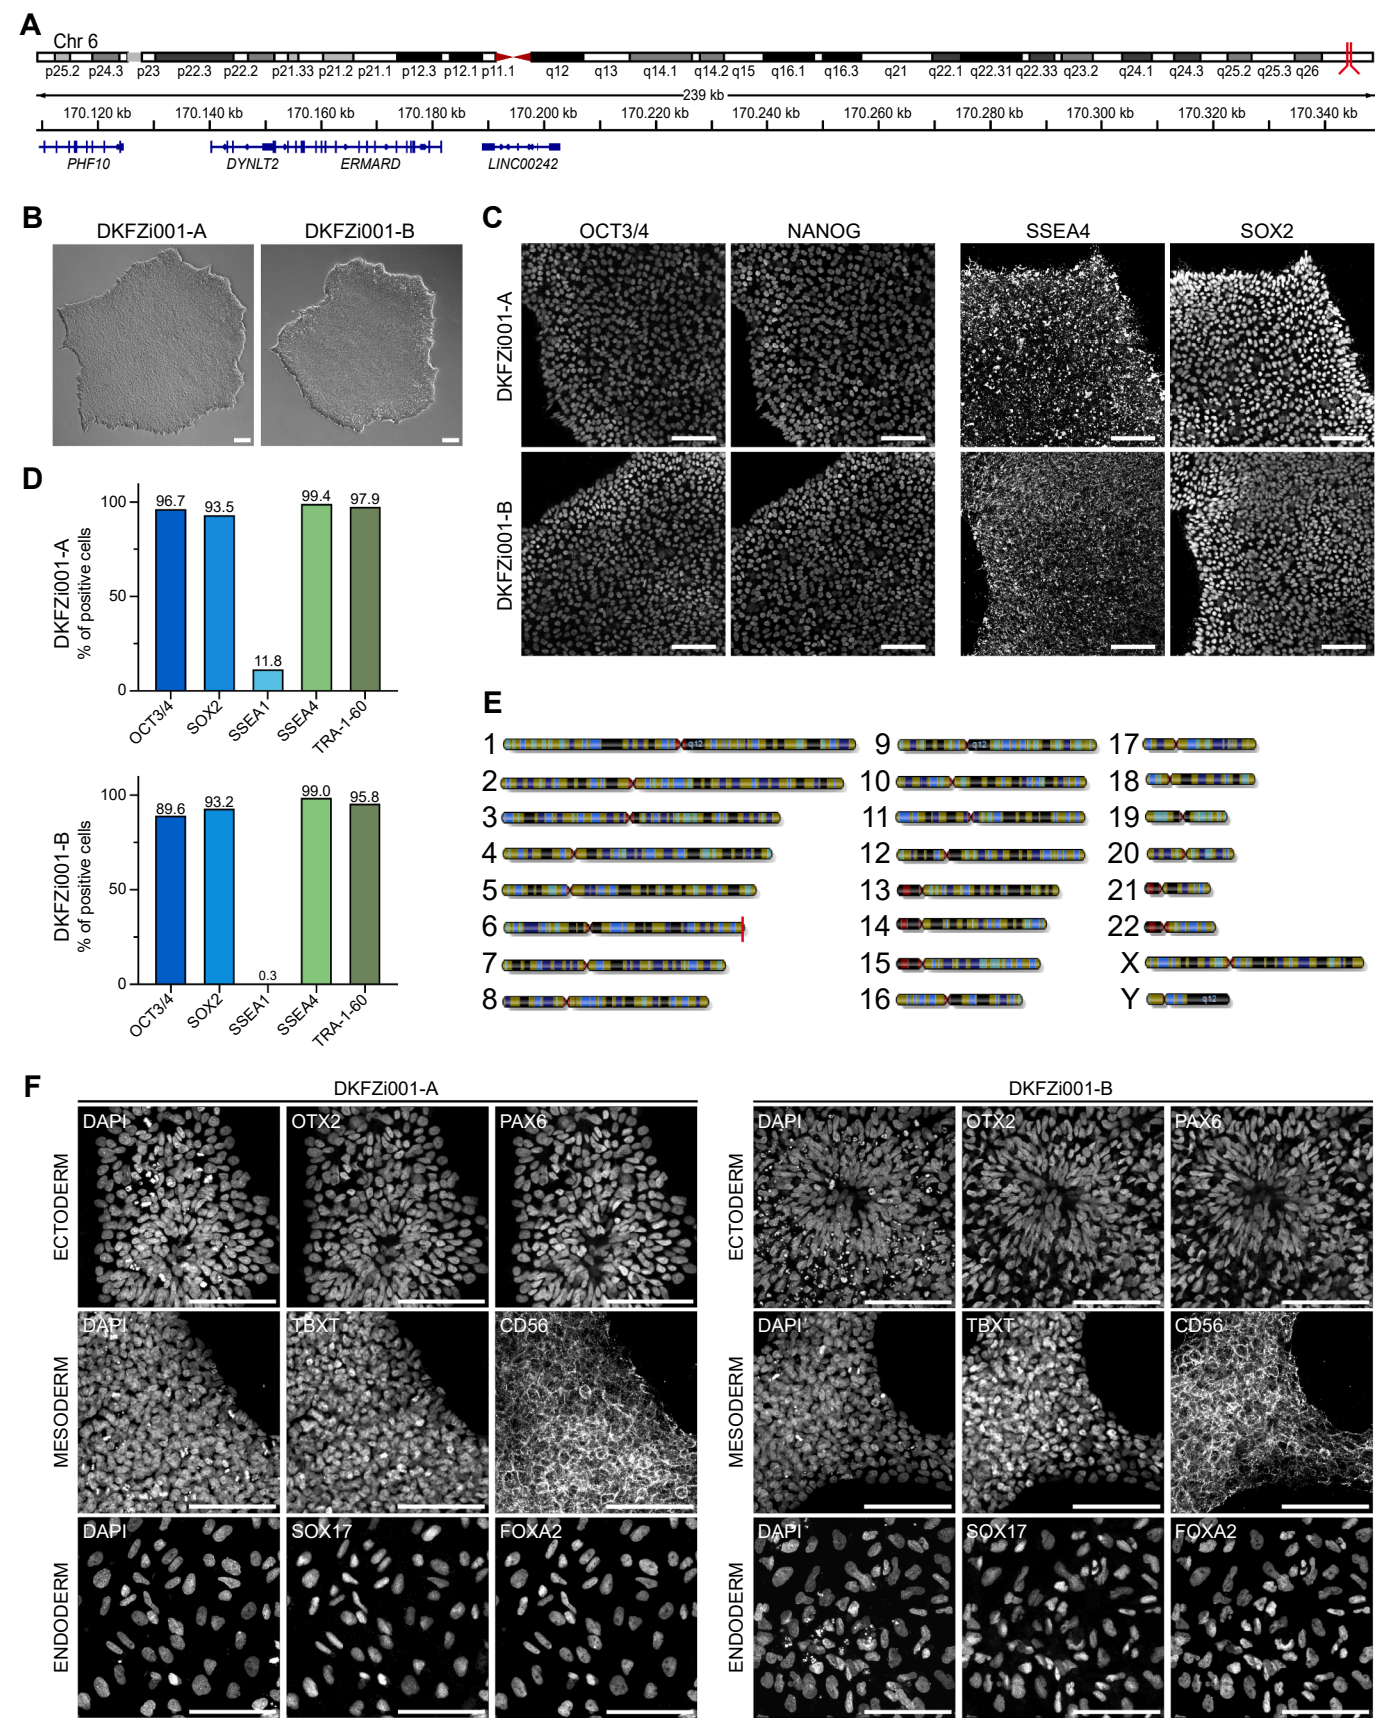 A
Chr 6
p25.2 p24.3 p23 p22.3 p22.2 p21.33 p21.2 p21.1 p12.3 p12.1 p11.1 q12 q13 q14.1 q14.2 q15 q16.1 q16.3 q21 q22.1 q22.31 q22.33 q23.2 q24.1 q24.3 q25.2 q25.3 q26
239 kb
170.120 kb 170.140 kb 170.160 kb 170.180 kb 170.200 kb 170.220 kb 170.240 kb 170.260 kb 170.280 kb 170.300 kb 170.320 kb 170.340 kb
PHF10 DYNLT2 ERMARD LINC00242
B
DKFZi001-A DKFZi001-B
C
OCT3/4 NANOG SSEA4 SOX2
DKFZi001-A
DKFZi001-B
D
DKFZi001-A
% of positive cells
100
50
0
96.7 93.5 11.8 99.4 97.9
OCT3/4 SOX2 SSEA1 SSEA4 TRA-1-60
DKFZi001-B
% of positive cells
100
50
0
89.6 93.2 0.3 99.0 95.8
OCT3/4 SOX2 SSEA1 SSEA4 TRA-1-60
E
1 q12 9 q12 17
2 10 18
3 11 19
4 12 20
5 13 21
6 14 22
7 15 X
8 16 Y q12
F
DKFZi001-A DKFZi001-B
ECTODERM
DAPI OTX2 PAX6
ECTODERM
DAPI OTX2 PAX6
MESODERM
DAPI TBXT CD56
MESODERM
DAPI TBXT CD56
ENDODERM
DAPI SOX17 FOXA2
ENDODERM
DAPI SOX17 FOXA2